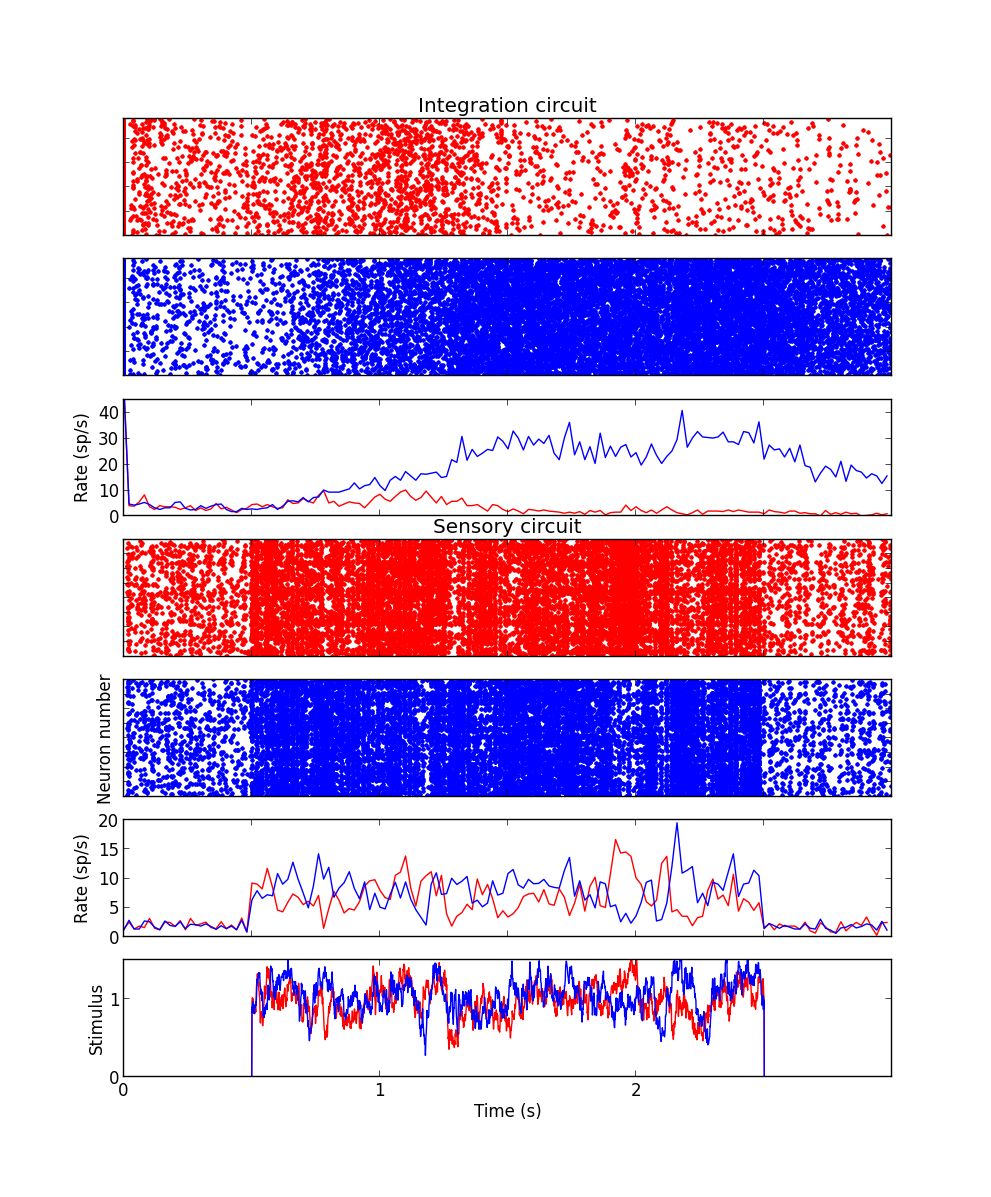 Integration circuit
Rate (sp/s)
40
30
20
10
0
Sensory circuit
Neuron number
Rate (sp/s)
20
15
10
5
0
Stimulus
1
0
0 1 2
Time (s)